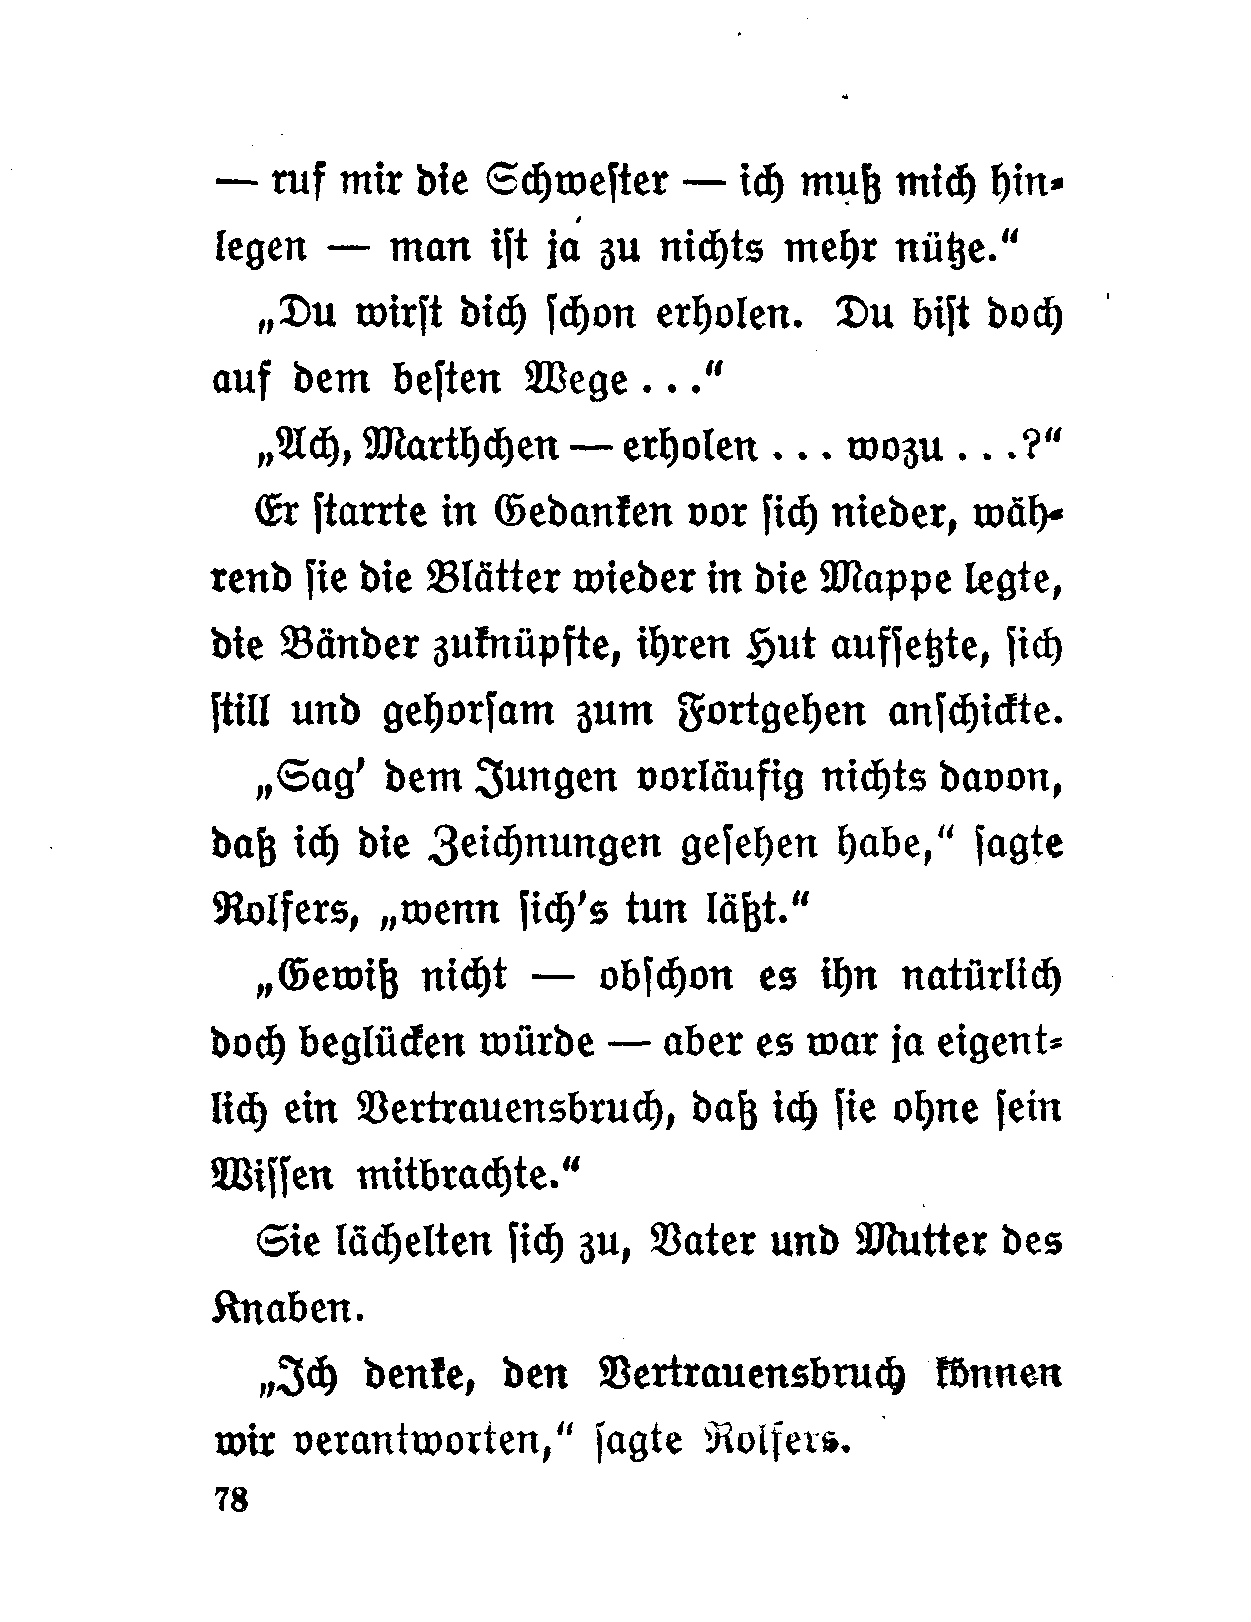 — ruf mir die Schweſter — ich muß mich hin-
legen — man iſt ja zu nichts mehr nütze.“
„Du wirſt dich ſchon erholen. Du biſt doch
auf dem beſten Wege . . .“
„Ach, Marthchen — erholen . . . wozu . . .?“
Er ſtarrte in Gedanken vor ſich nieder, wäh-
rend ſie die Blätter wieder in die Mappe legte,
die Bänder zuknüpfte, ihren Hut aufſetzte, ſich
ſtill und gehorſam zum Fortgehen anſchickte.
„Sag' dem Jungen vorläufig nichts davon,
daß ich die Zeichnungen geſehen habe,“ ſagte
Rolfers, „wenn ſich's tun läßt.“
„Gewiß nicht — obſchon es ihn natürlich
doch beglücken würde — aber es war ja eigent-
lich ein Vertrauensbruch, daß ich ſie ohne ſein
Wiſſen mitbrachte.“
Sie lächelten ſich zu, Vater und Mutter des
Knaben.
„Ich denke, den Vertrauensbruch können
wir verantworten,“ ſagte Rolfers.
78